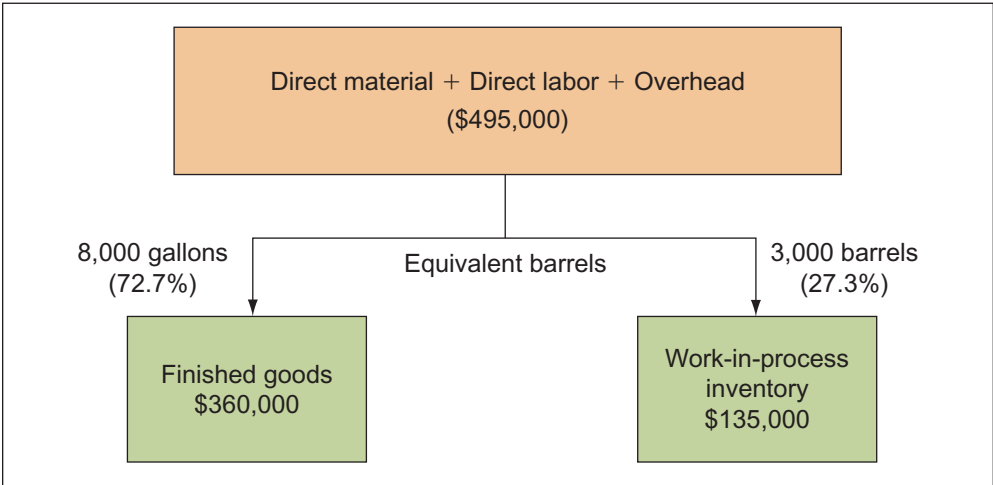 Direct material + Direct labor + Overhead
($495,000)
8,000 gallons
(72.7%)
Equivalent barrels
3,000 barrels
(27.3%)
Finished goods
$360,000
Work-in-process
inventory
$135,000